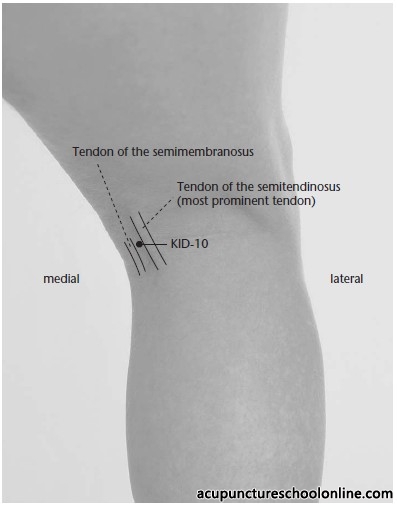 Tendon of the semimembranosus
Tendon of the semitendinosus
(most prominent tendon)
KID-10
medial
lateral
acupunctureschoolonline.com